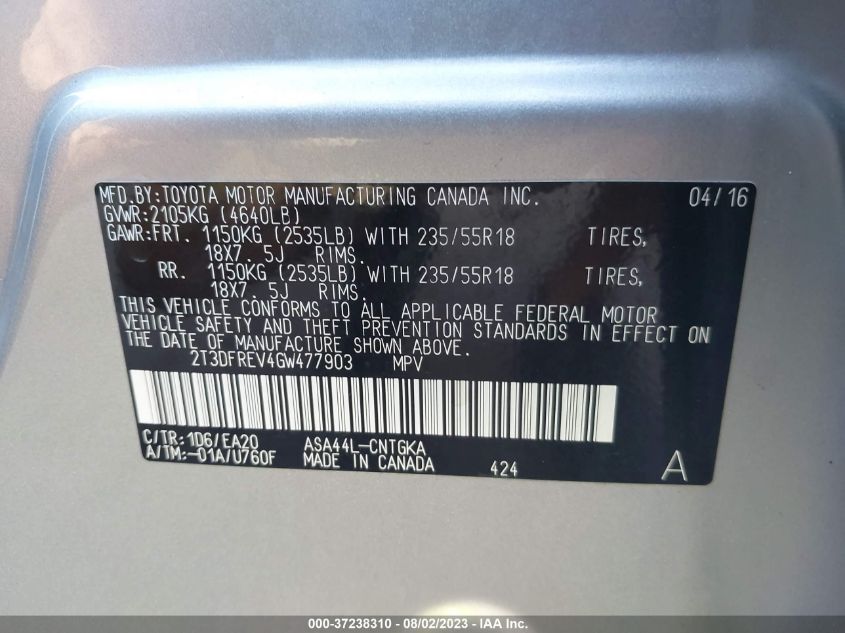 MFD.BY:TOYOTA MOTOR MANUFACTURING CANADA INC. 04/16
GVWR:2105KG (4640LB)
GAWR:FRT. 1150KG (2535LB) WITH 235/55R18 TIRES,
18X7. 5J RIMS.
RR. 1150KG (2535LB) WITH 235/55R18 TIRES,
18X7. 5J RIMS.
THIS VEHICLE CONFORMS TO ALL APPLICABLE FEDERAL MOTOR
VEHICLE SAFETY AND THEFT PREVENTION STANDARDS IN EFFECT ON
THE DATE OF MANUFACTURE SHOWN ABOVE.
2T3DFREV4GW477903 MPV
C/TR:1D6/EA20 ASA44L-CNTGKA
A/TM:-01A/U760F MADE IN CANADA 424 A
000-37238310 — 08/02/2023 — IAA Inc.